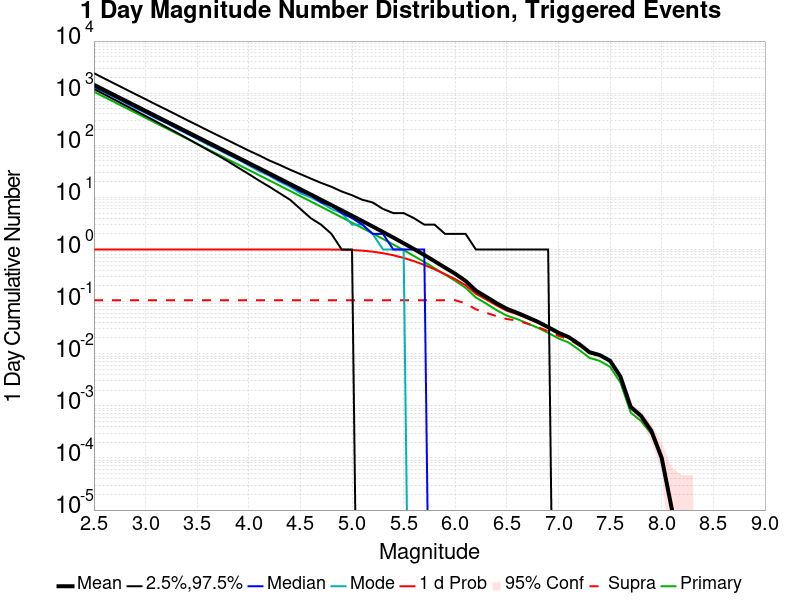 1 Day Magnitude Number Distribution, Triggered Events
10^4
10^3
10^2
10^1
10^0
10^-1
10^-2
10^-3
10^-4
10^-5
1 Day Cumulative Number
2.5 3.0 3.5 4.0 4.5 5.0 5.5 6.0 6.5 7.0 7.5 8.0 8.5 9.0
Magnitude
Mean 2.5%,97.5% Median Mode 1 d Prob 95% Conf Supra Primary